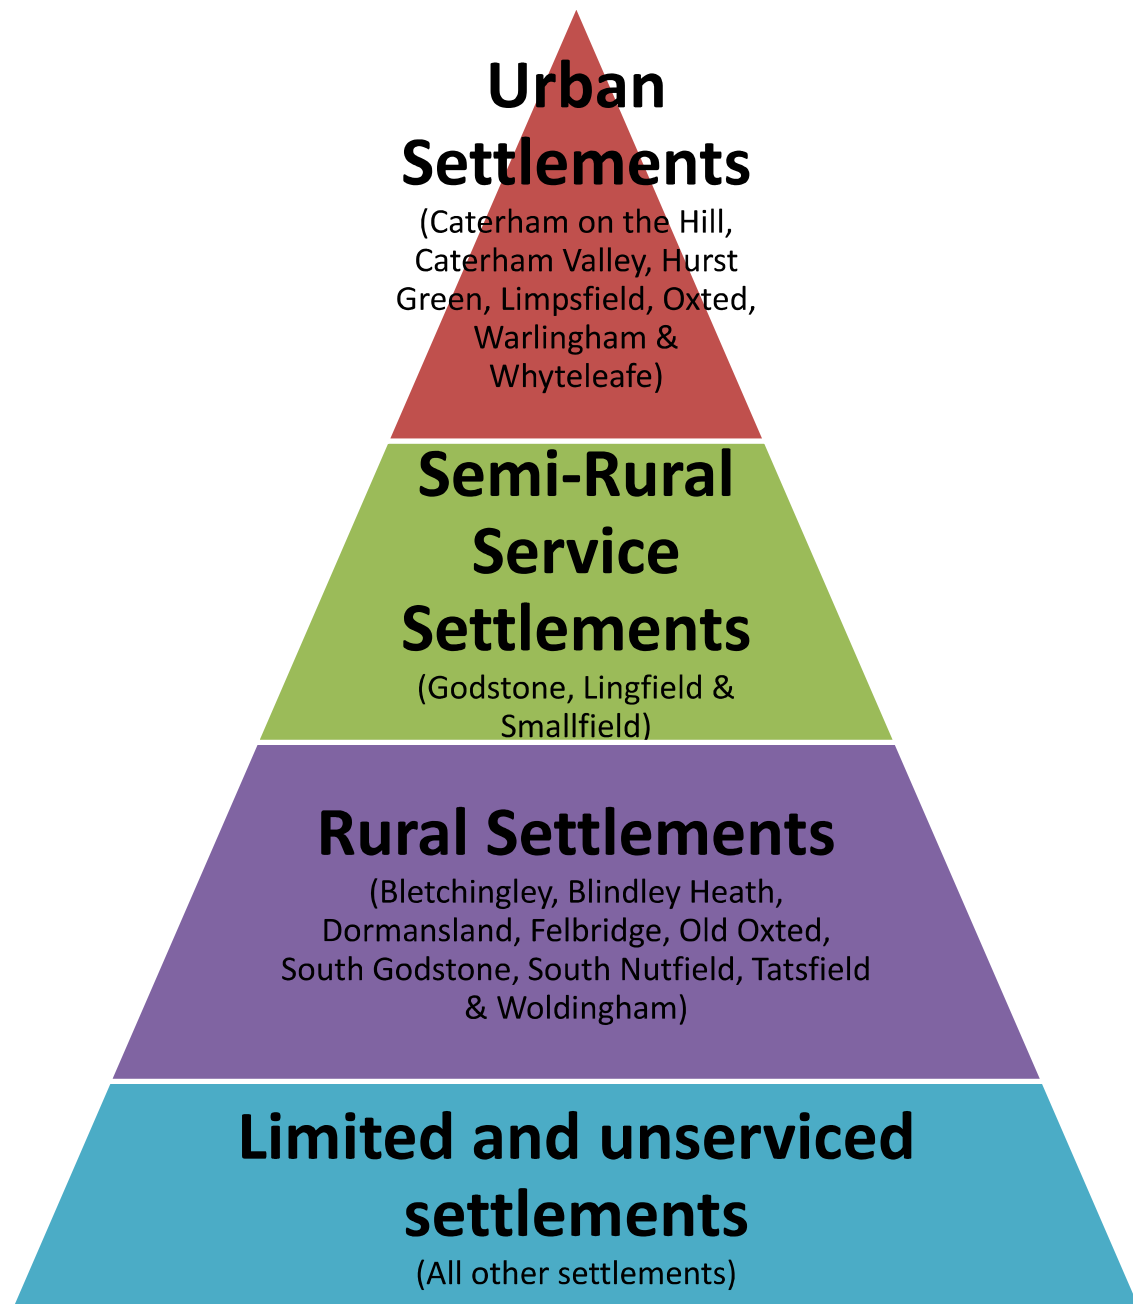 Urban
Settlements
(Caterham on the Hill,
Caterham Valley, Hurst
Green, Limpsfield, Oxted,
Warlingham &
Whyteleafe)
Semi-Rural
Service
Settlements
(Godstone, Lingfield &
Smallfield)
Rural Settlements
(Bletchingley, Blindley Heath,
Dormansland, Felbridge, Old Oxted,
South Godstone, South Nutfield, Tatsfield
& Woldingham)
Limited and unserviced
settlements
(All other settlements)